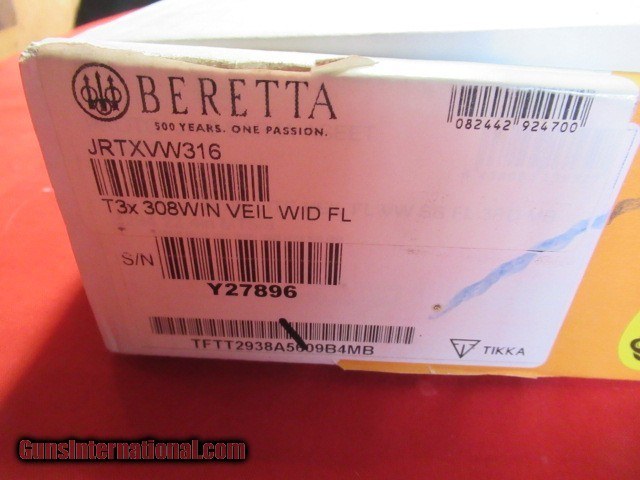 BERETTA
500 YEARS. ONE PASSION.
082442 924700
JRTXVW316
T3x 308WIN VEIL WID FL
S/N
Y27896
TFTT2938A5609B4MB
TIKKA
GunsInternational.com